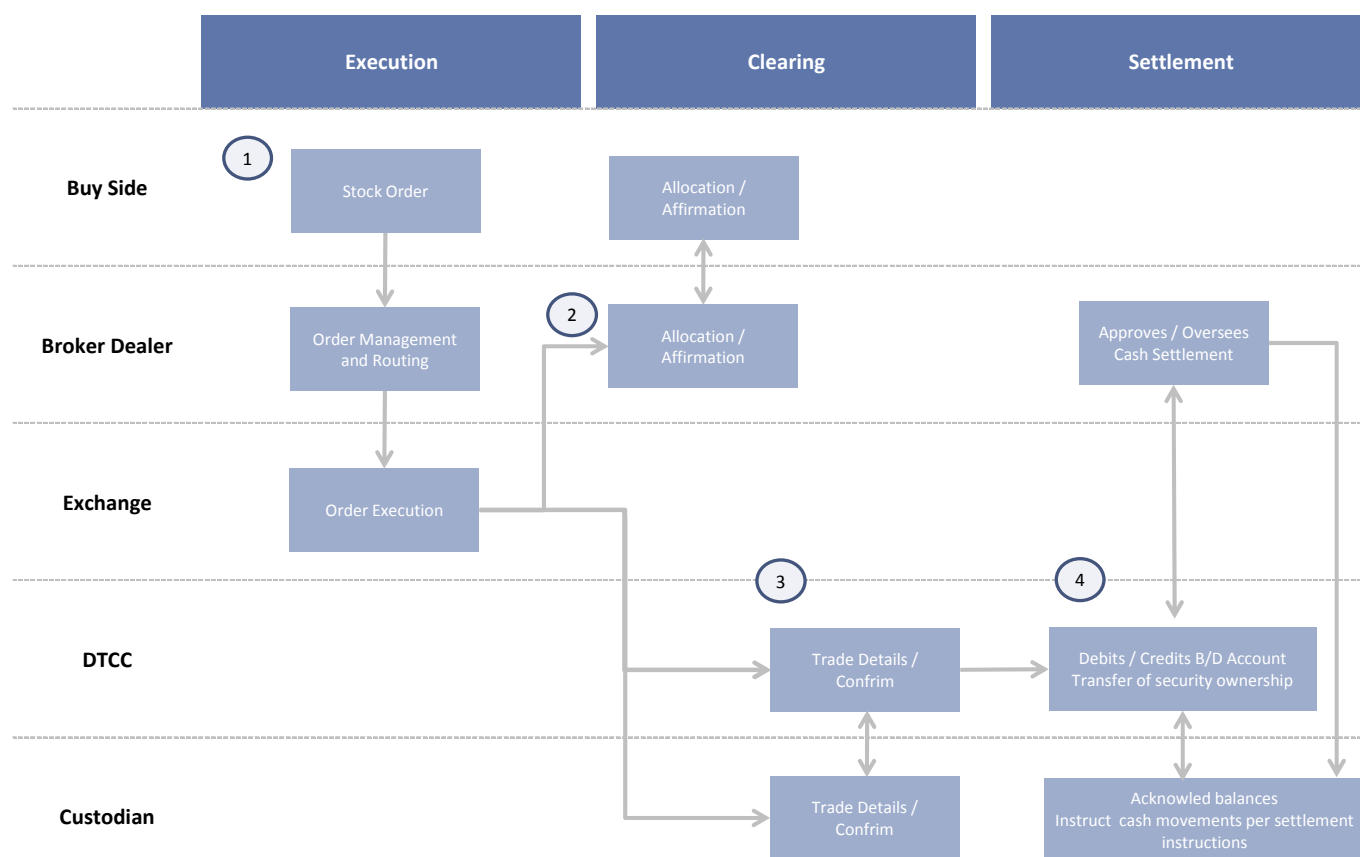 Execution
Clearing
Settlement
Buy Side
1
Stock Order
Allocation /
Affirmation
Broker Dealer
Order Management
and Routing
2
Allocation /
Affirmation
Approves / Oversees
Cash Settlement
Exchange
Order Execution
DTCC
3
Trade Details /
Confrim
4
Debits / Credits B/D Account
Transfer of security ownership
Custodian
Trade Details /
Confrim
Acknowled balances
Instruct cash movements per settlement
instructions